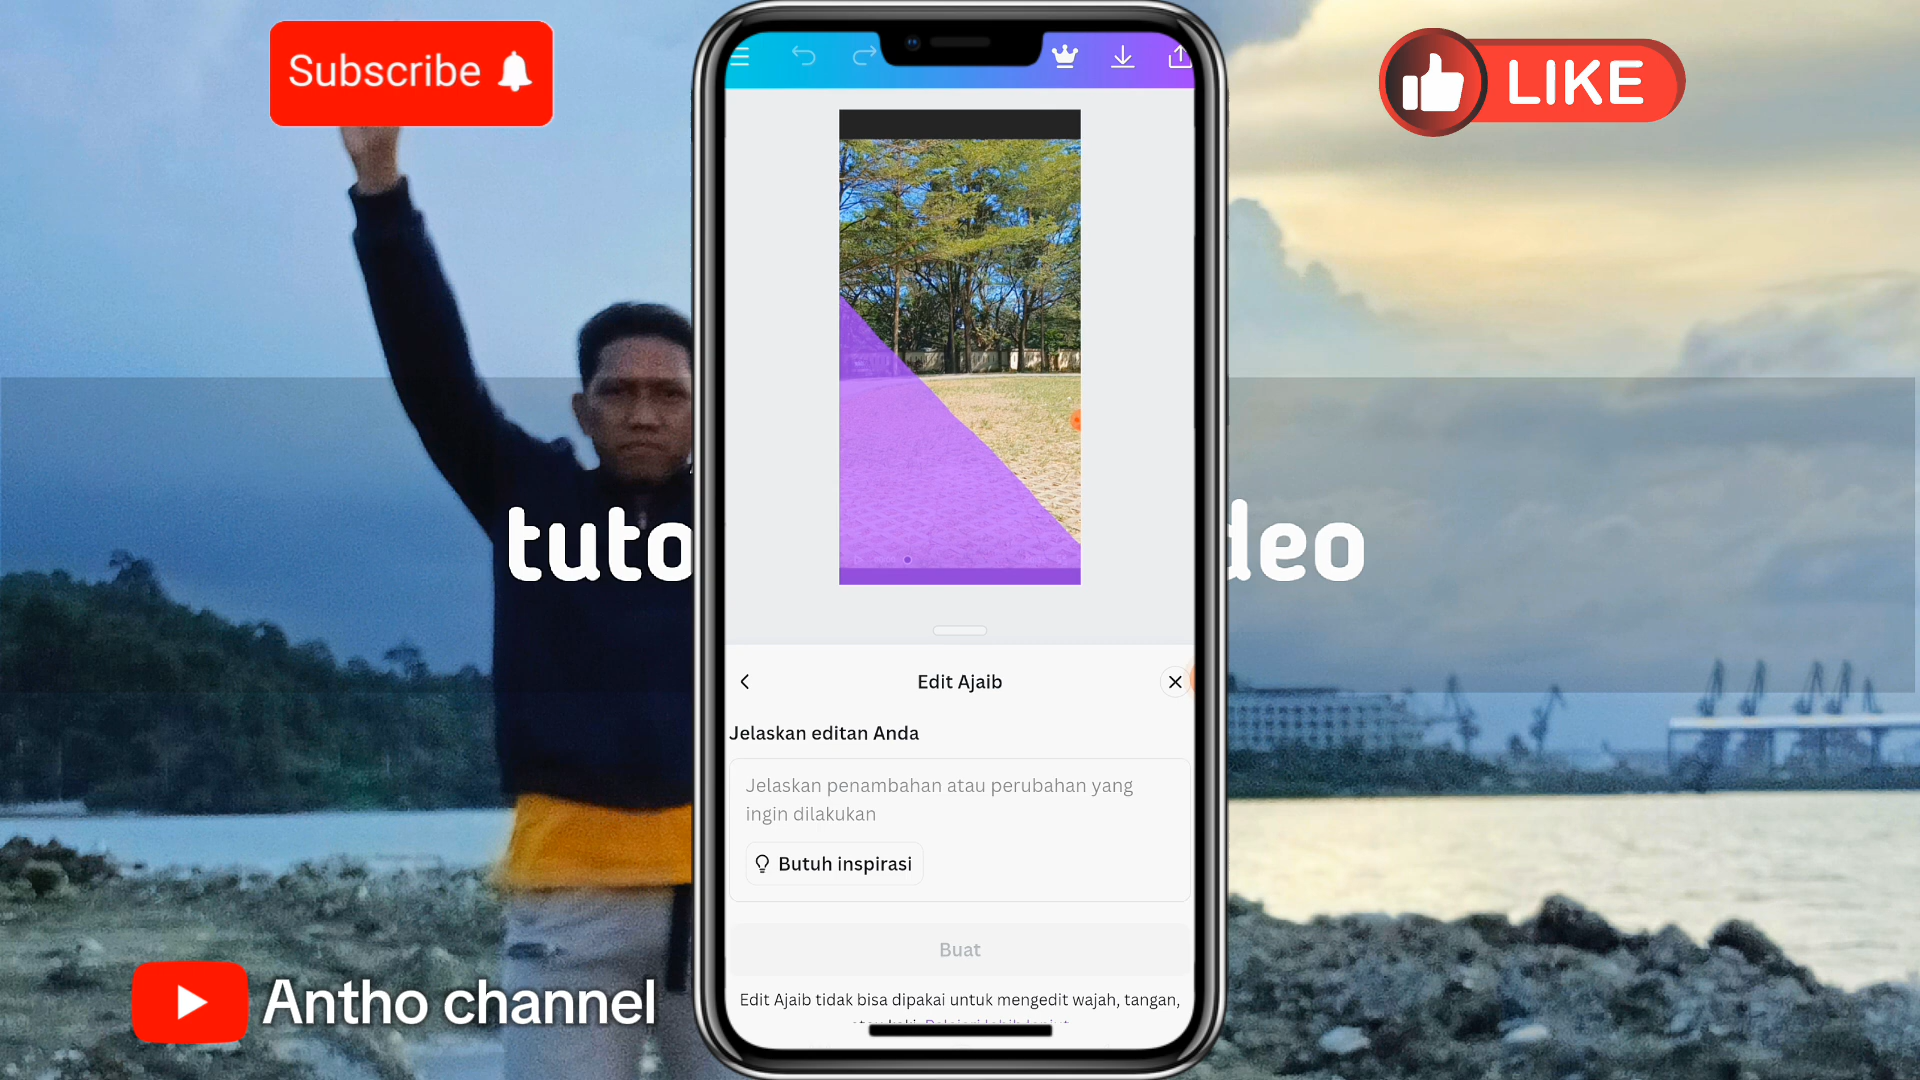 Subscribe
LIKE
tuto
deo
Edit Ajaib
Jelaskan editan Anda
Jelaskan penambahan atau perubahan yang
ingin dilakukan
Butuh inspirasi
Buat
Edit Ajaib tidak bisa dipakai untuk mengedit wajah, tangan,
Antho channel